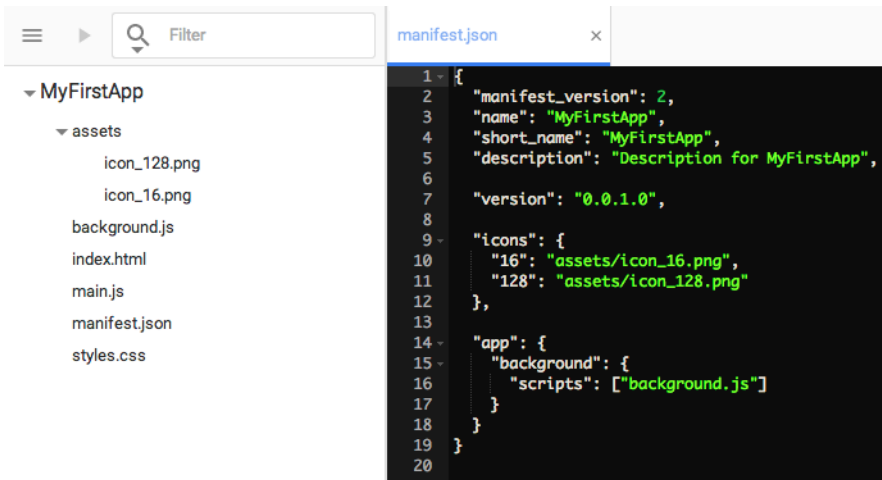 Filter
MyFirstApp
assets
icon_128.png
icon_16.png
background.js
index.html
main.js
manifest.json
styles.css
manifest.json ×
1 {
2 "manifest_version": 2,
3 "name": "MyFirstApp",
4 "short_name": "MyFirstApp",
5 "description": "Description for MyFirstApp",
6
7 "version": "0.0.1.0",
8
9 "icons": {
10 "16": "assets/icon_16.png",
11 "128": "assets/icon_128.png"
12 },
13
14 "app": {
15 "background": {
16 "scripts": ["background.js"]
17 }
18 }
19 }
20